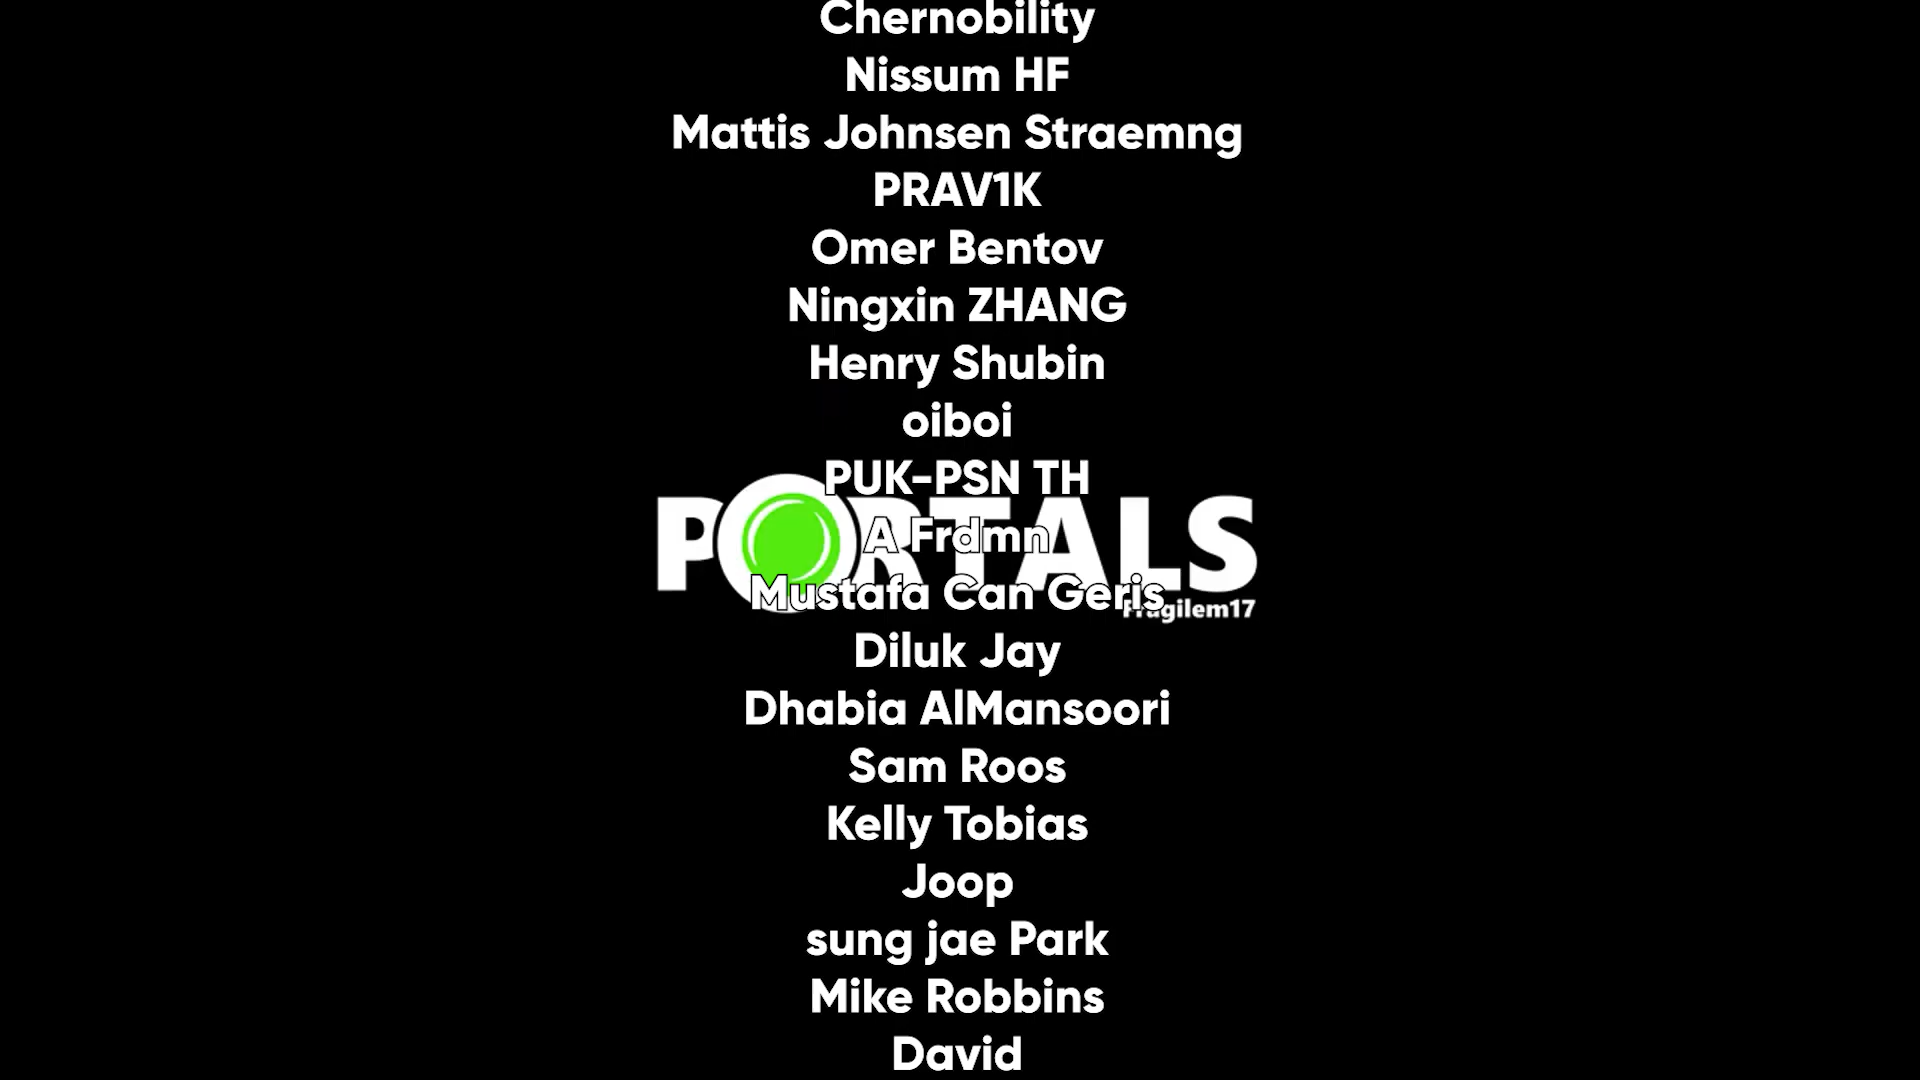 Chernobility
Nissum HF
Mattis Johnsen Straemng
PRAV1K
Omer Bentov
Ningxin ZHANG
Henry Shubin
oiboi
PUK-PSN TH
PORTALS
A Frdmn
Mustafa Can Geris
Fragilem17
Diluk Jay
Dhabia AlMansoori
Sam Roos
Kelly Tobias
Joop
sung jae Park
Mike Robbins
David